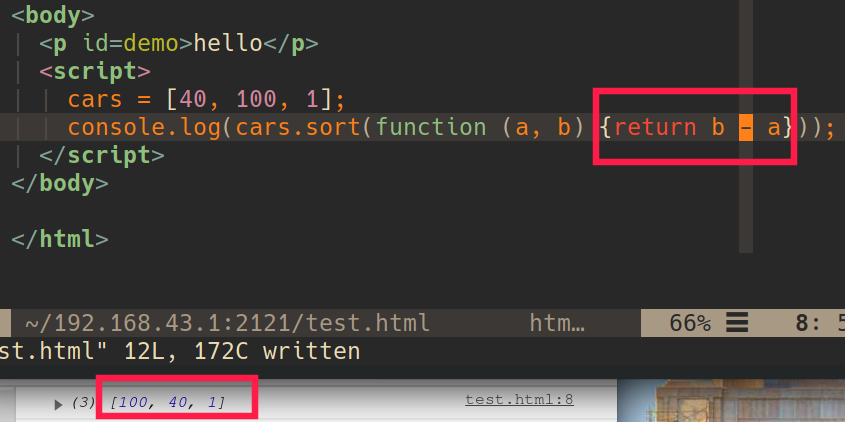 <body>
<p id=demo>hello</p>
<script>
cars = [40, 100, 1];
console.log(cars.sort(function (a, b) {return b - a}));
</script>
</body>
</html>
~/192.168.43.1:2121/test.html htm… 66% ☰ 8: 5
st.html" 12L, 172C written
▶ (3) [100, 40, 1] test.html:8